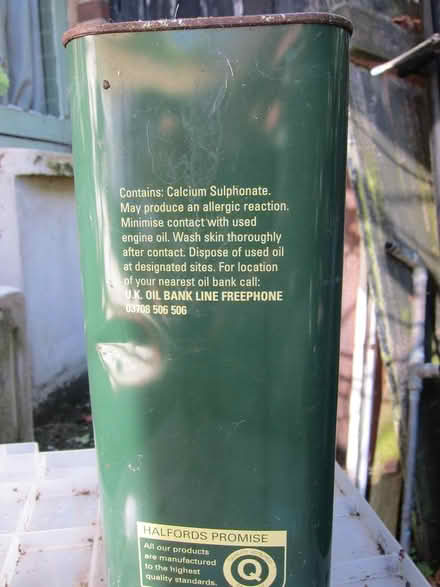 Contains: Calcium Sulphonate.
May produce an allergic reaction.
Minimise contact with used
engine oil. Wash skin thoroughly
after contact. Dispose of used oil
at designated sites. For location
of your nearest oil bank call:
U.K. OIL BANK LINE FREEPHONE
03708 506 506
HALFORDS PROMISE
All our products
are manufactured
to the highest
quality standards.
Q